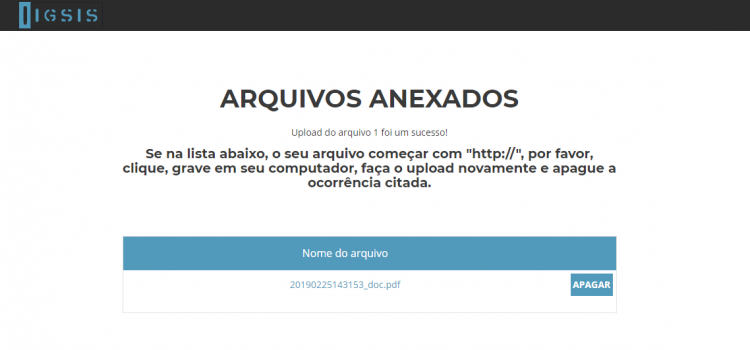 IGSIS
ARQUIVOS ANEXADOS
Upload do arquivo 1 foi um sucesso!
Se na lista abaixo, o seu arquivo começar com "http://", por favor,
clique, grave em seu computador, faça o upload novamente e apague a
ocorrência citada.
Nome do arquivo
20190225143153_doc.pdf
APAGAR